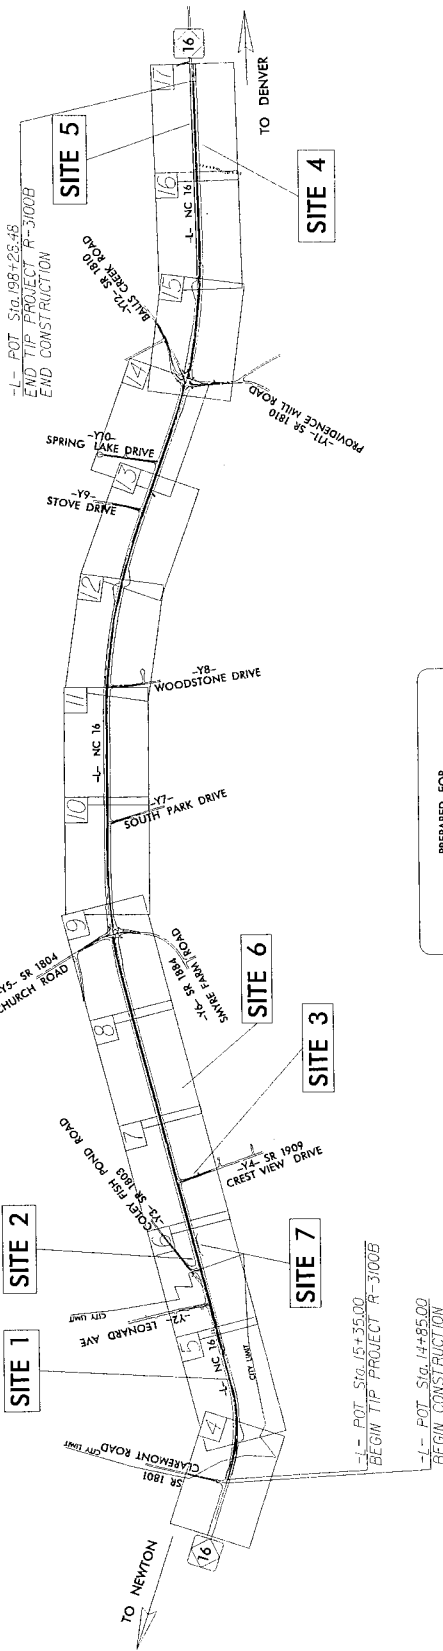 16
TO DENVER
17
-L- POT Sta.198+28.48
END TIP PROJECT R-3100B
END CONSTRUCTION
SITE 5
16
-L- NC 16
SITE 4
15
-Y12- SR 1810
BALLS CREEK ROAD
14
-Y11- SR 1810
PROVIDENCE MILL ROAD
-Y10-
SPRING LAKE DRIVE
13
-Y9-
STOVE DRIVE
12
-Y8-
WOODSTONE DRIVE
11
-L- NC 16
10
-Y7-
SOUTH PARK DRIVE
PREPARED FOR
9
-Y5- SR 1804
CHURCH ROAD
-Y6- SR 1884
SMYRE FARM ROAD
8
SITE 6
7
SITE 3
-Y4- SR 1909
CREST VIEW DRIVE
-Y3- SR 1803
COLEY FISH POND ROAD
6
SITE 2
SITE 7
CITY LIMIT
-Y2- LEONARD AVE
5
-L- NC 16
CITY LIMIT
SITE 1
4
SR 1801
CLAREMONT ROAD
CITY LIMIT
-L- POT Sta.15+35.00
BEGIN TIP PROJECT R-3100B
-L- POT Sta.14+85.00
BEGIN CONSTRUCTION
16
TO NEWTON